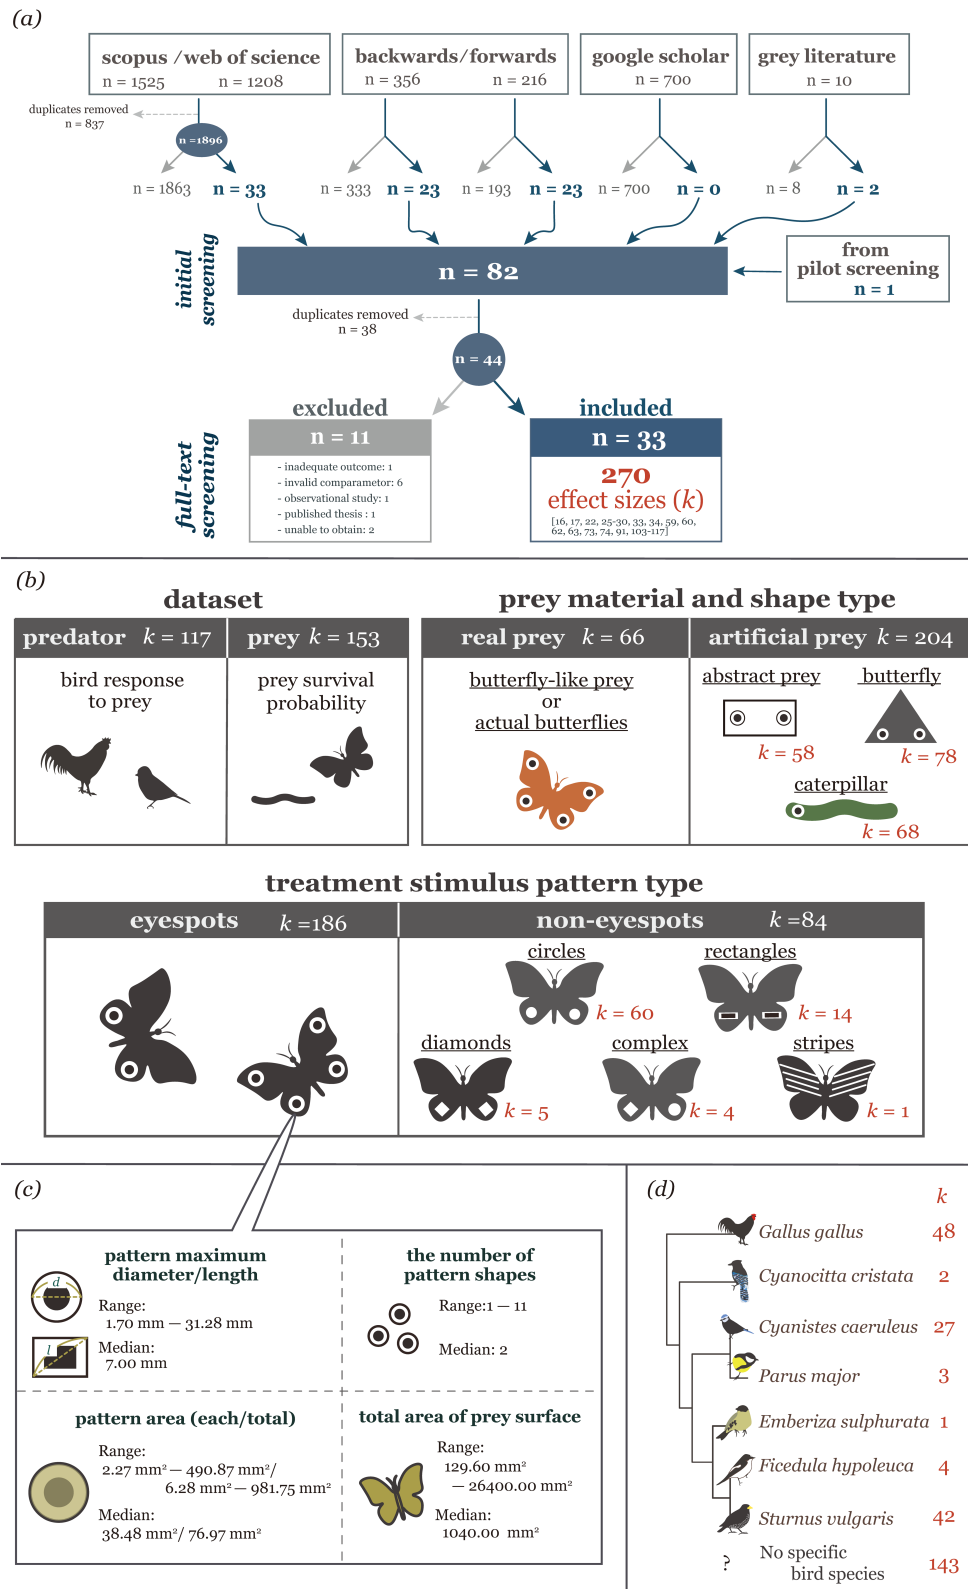 (a)
scopus /web of science
n = 1525 n = 1208
backwards/forwards
n = 356 n = 216
google scholar
n = 700
grey literature
n = 10
duplicates removed
n = 837
n =1896
n = 1863 n = 33 n = 333 n = 23 n = 193 n = 23 n = 700 n = 0 n = 8 n = 2
initial
screening
n = 82
from
pilot screening
n = 1
duplicates removed
n = 38
n = 44
full-text
screening
excluded
n = 11
- inadequate outcome: 1
- invalid comparametor: 6
- observational study: 1
- published thesis : 1
- unable to obtain: 2
included
n = 33
270
effect sizes (k)
[16, 17, 22, 25-30, 33, 34, 59, 60,
62, 63, 73, 74, 91, 103-117]
(b)
dataset
predator k = 117
bird response
to prey
prey k = 153
prey survival
probability
prey material and shape type
real prey k = 66
butterfly-like prey
or
actual butterflies
artificial prey k = 204
abstract prey
k = 58
butterfly
k = 78
caterpillar
k = 68
treatment stimulus pattern type
eyespots k =186
non-eyespots k =84
circles
k = 60
rectangles
k = 14
diamonds
k = 5
complex
k = 4
stripes
k = 1
(c)
pattern maximum
diameter/length
d
l
Range:
1.70 mm — 31.28 mm
Median:
7.00 mm
the number of
pattern shapes
Range:1 — 11
Median: 2
pattern area (each/total)
Range:
2.27 mm² — 490.87 mm²/
6.28 mm² — 981.75 mm²
Median:
38.48 mm²/ 76.97 mm²
total area of prey surface
Range:
129.60 mm²
— 26400.00 mm²
Median:
1040.00 mm²
(d)
k
Gallus gallus 48
Cyanocitta cristata 2
Cyanistes caeruleus 27
Parus major 3
Emberiza sulphurata 1
Ficedula hypoleuca 4
Sturnus vulgaris 42
? No specific
bird species 143